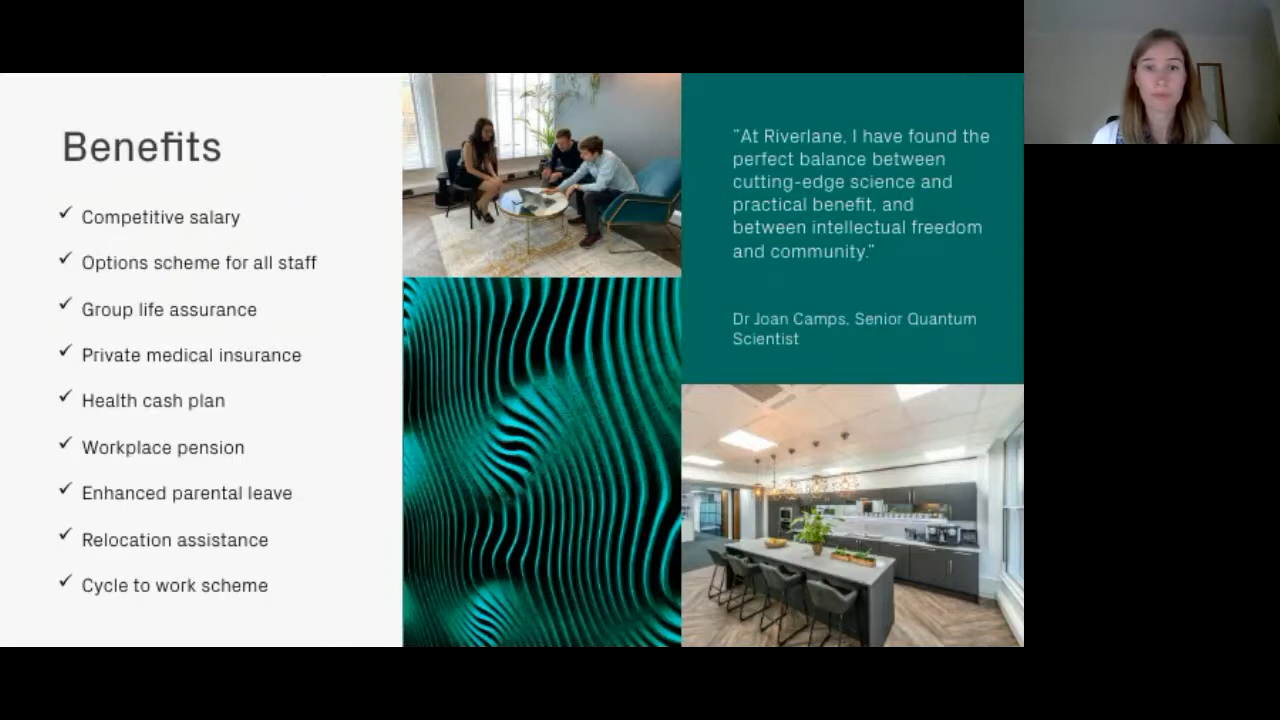 Benefits
✓ Competitive salary
✓ Options scheme for all staff
✓ Group life assurance
✓ Private medical insurance
✓ Health cash plan
✓ Workplace pension
✓ Enhanced parental leave
✓ Relocation assistance
✓ Cycle to work scheme
"At Riverlane, I have found the
perfect balance between
cutting-edge science and
practical benefit, and
between intellectual freedom
and community."
Dr Joan Camps, Senior Quantum
Scientist